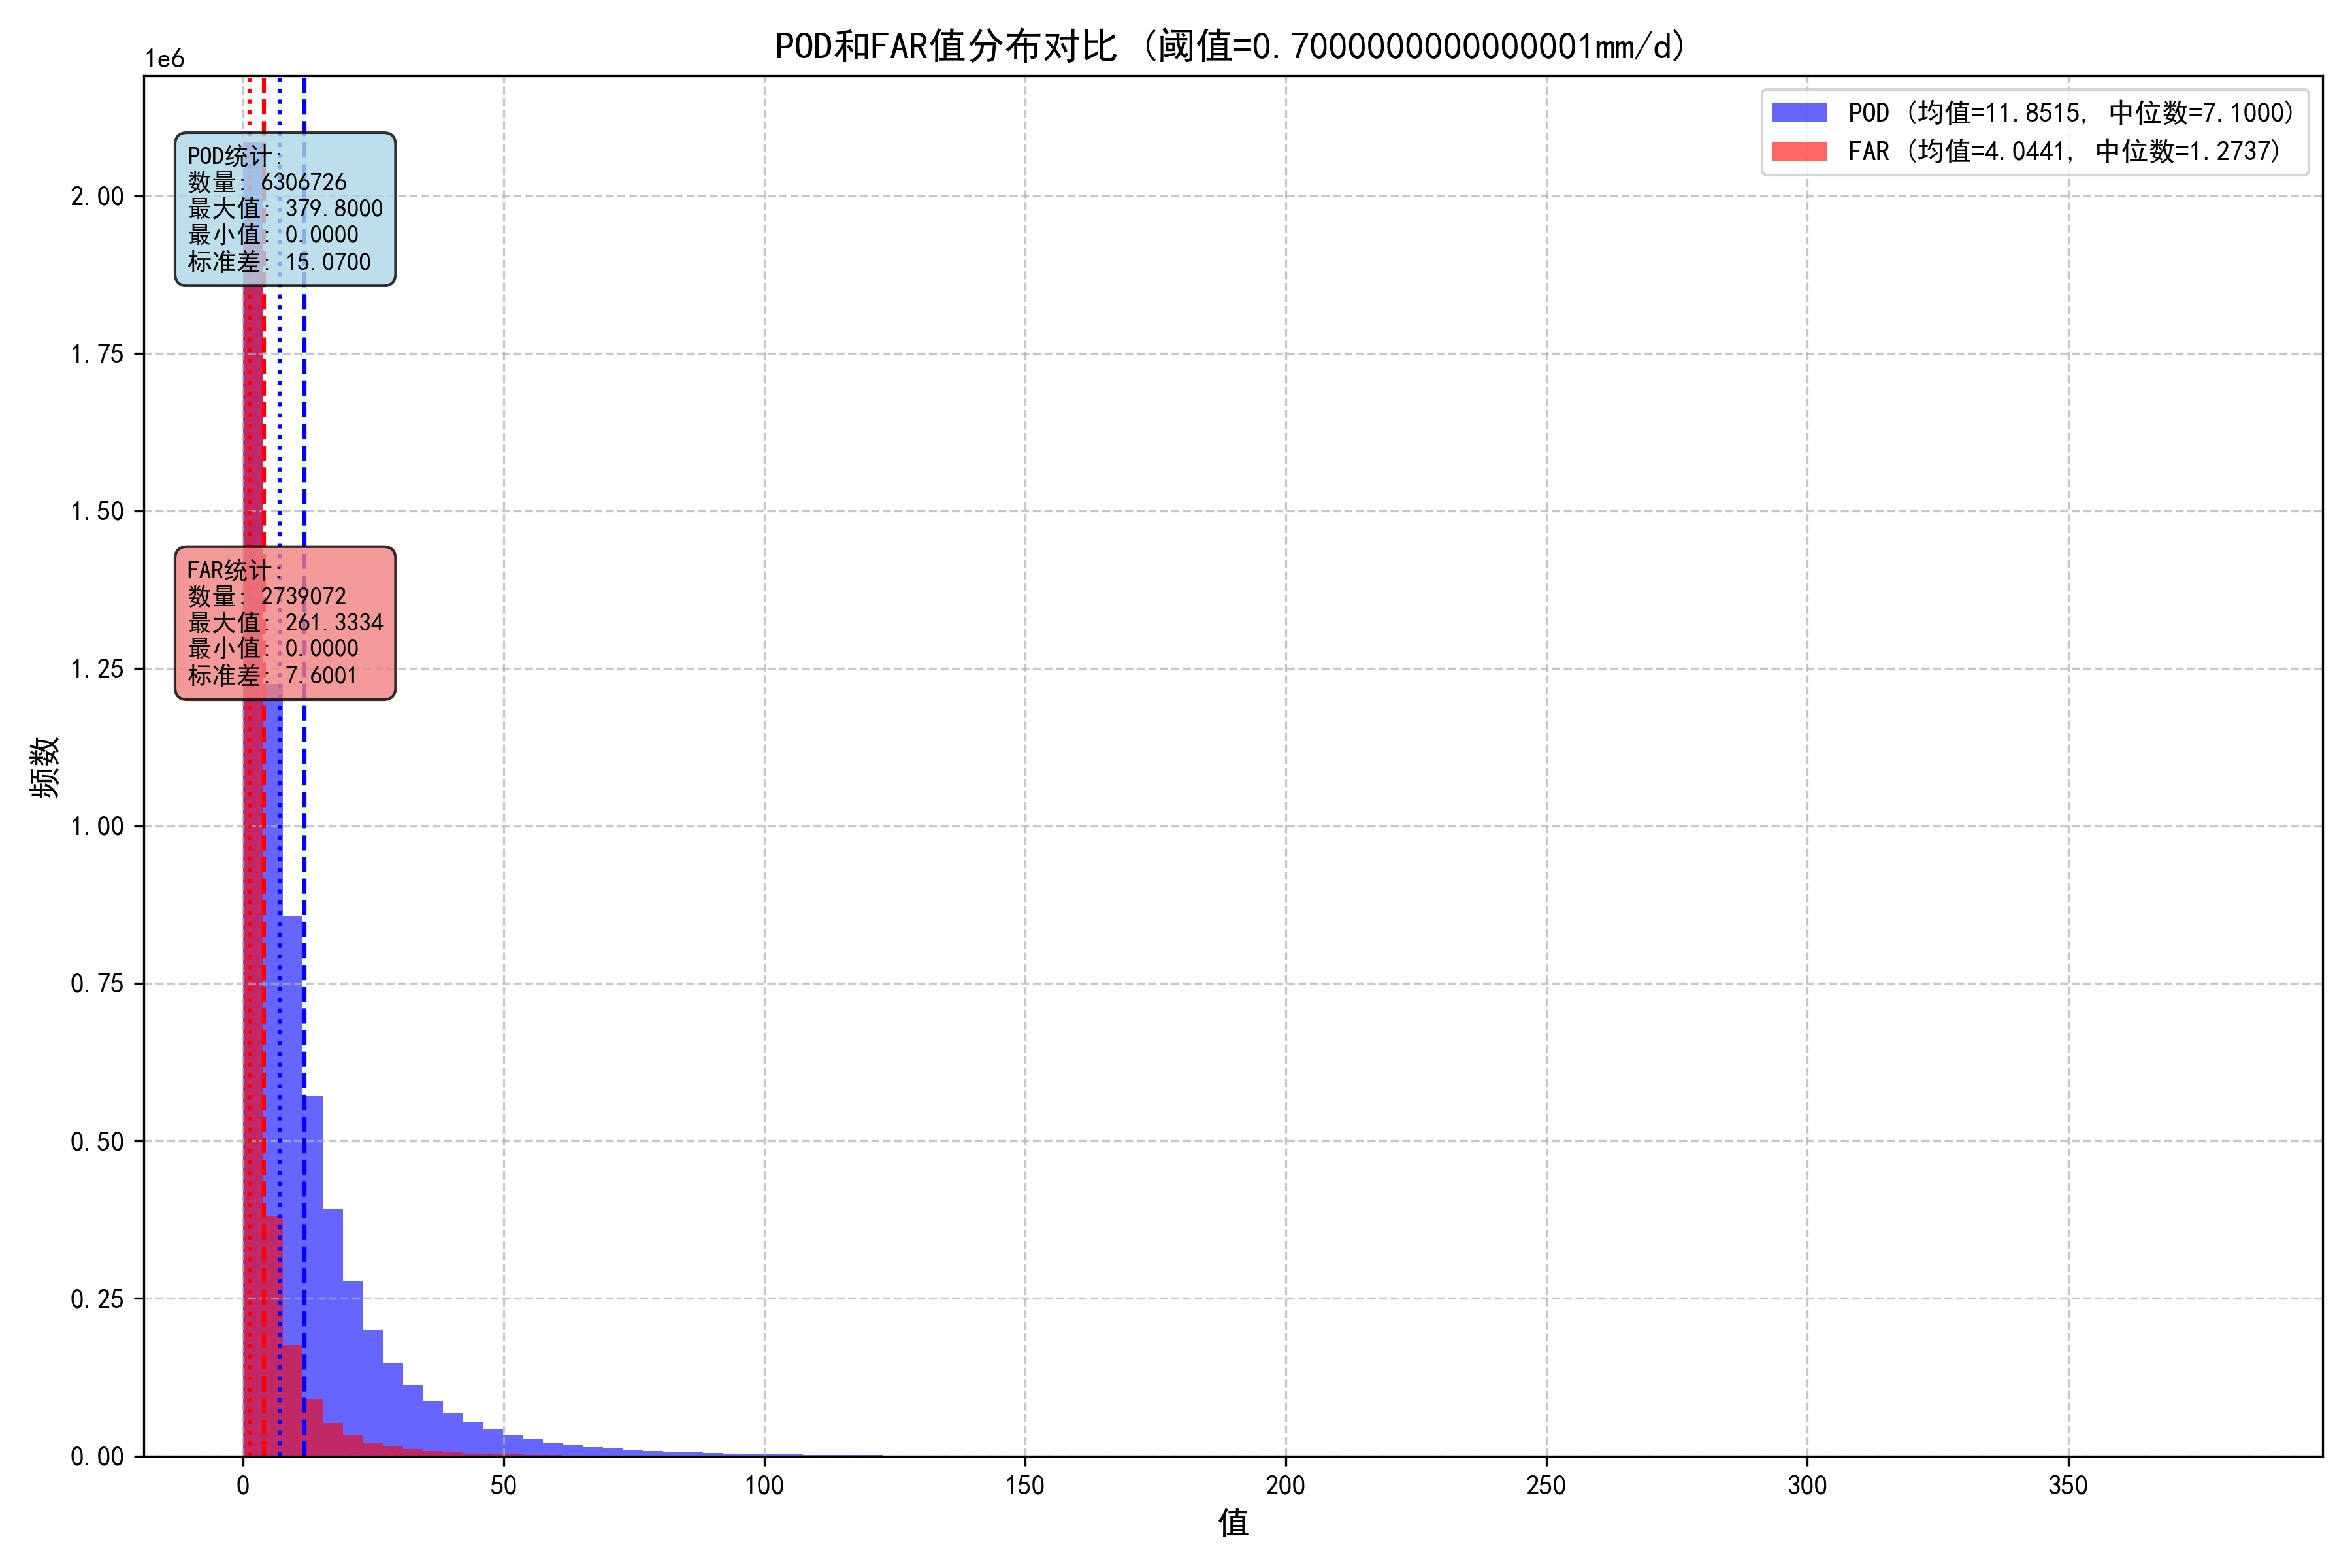 POD和FAR值分布对比 (阈值=0.7000000000000001mm/d)
1e6
POD (均值=11.8515, 中位数=7.1000)
FAR (均值=4.0441, 中位数=1.2737)
POD统计:
数量: 6306726
最大值: 379.8000
最小值: 0.0000
标准差: 15.0700
FAR统计:
数量: 2739072
最大值: 261.3334
最小值: 0.0000
标准差: 7.6001
2.00
1.75
1.50
1.25
1.00
0.75
0.50
0.25
0.00
频数
0 50 100 150 200 250 300 350
值